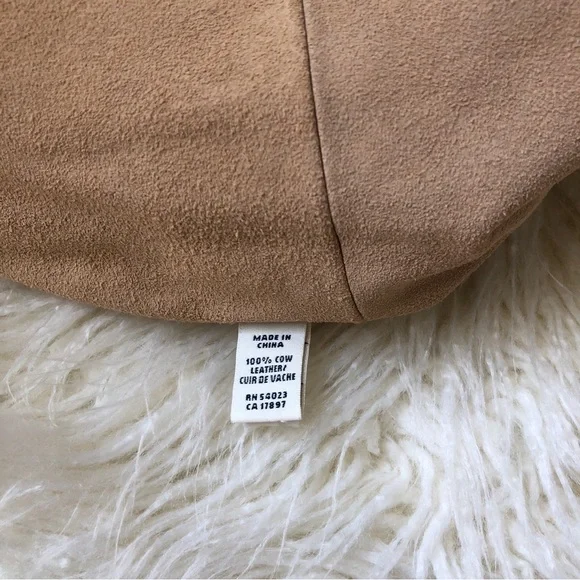 MADE IN
CHINA
100% COW
LEATHER/
CUIR DE VACHE
RN 54023
CA 17897